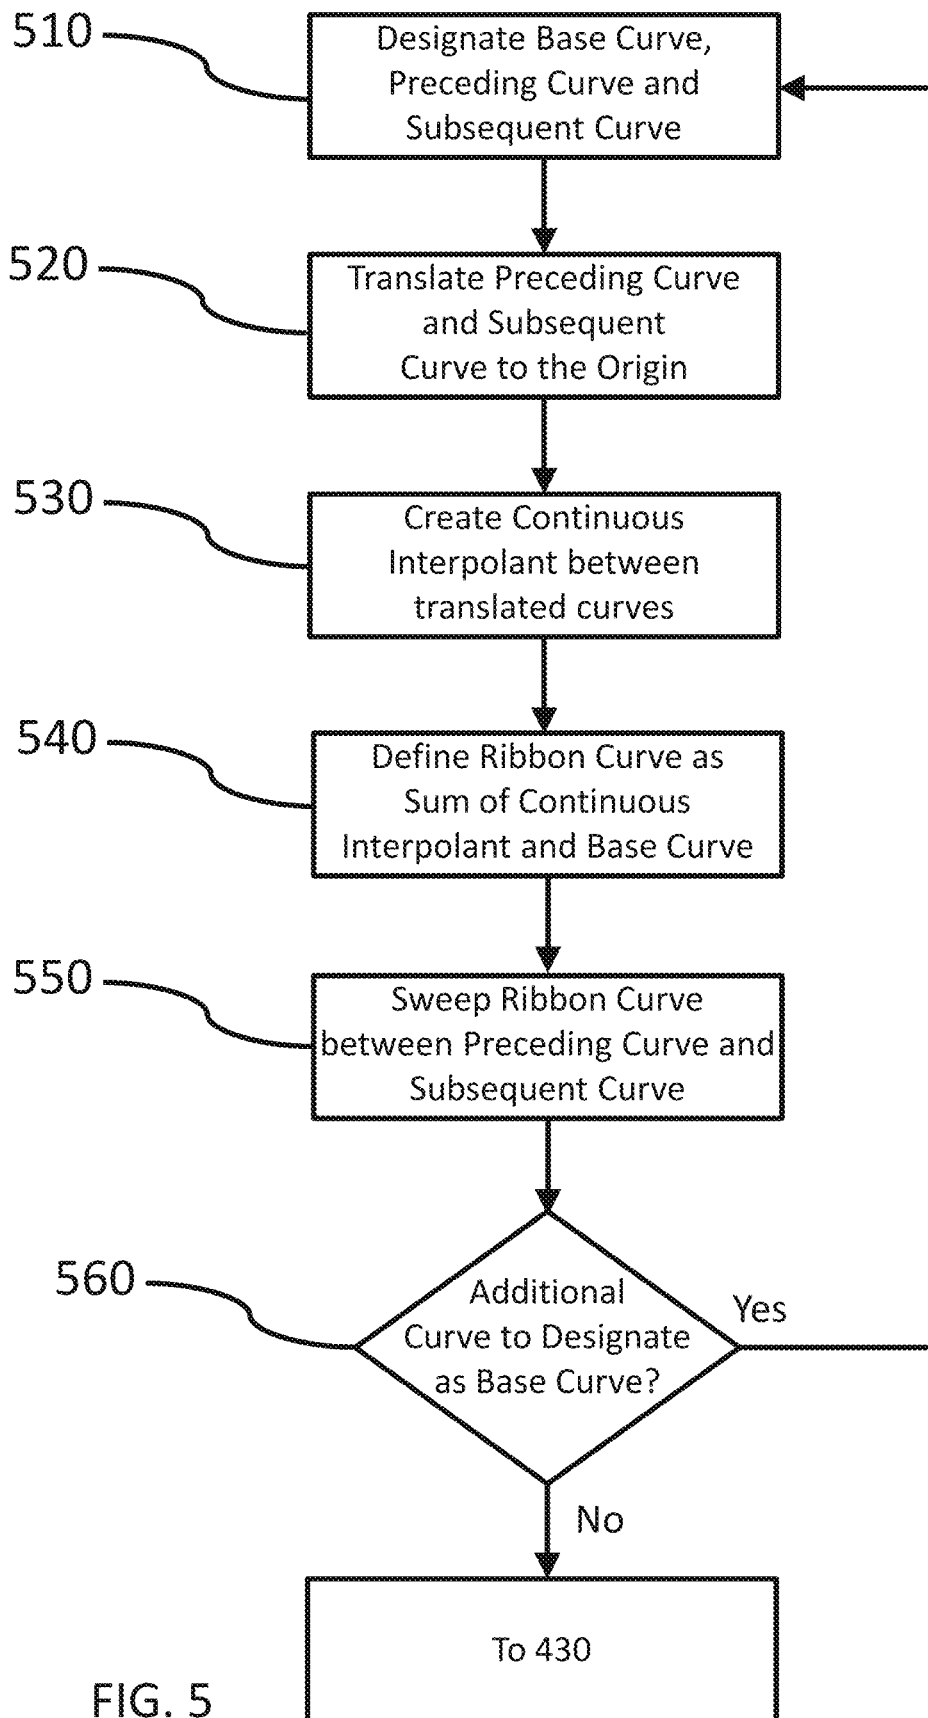 510
Designate Base Curve,
Preceding Curve and
Subsequent Curve
520
Translate Preceding Curve
and Subsequent
Curve to the Origin
530
Create Continuous
Interpolant between
translated curves
540
Define Ribbon Curve as
Sum of Continuous
Interpolant and Base Curve
550
Sweep Ribbon Curve
between Preceding Curve and
Subsequent Curve
560
Additional
Curve to Designate
as Base Curve?
Yes
No
To 430
FIG. 5